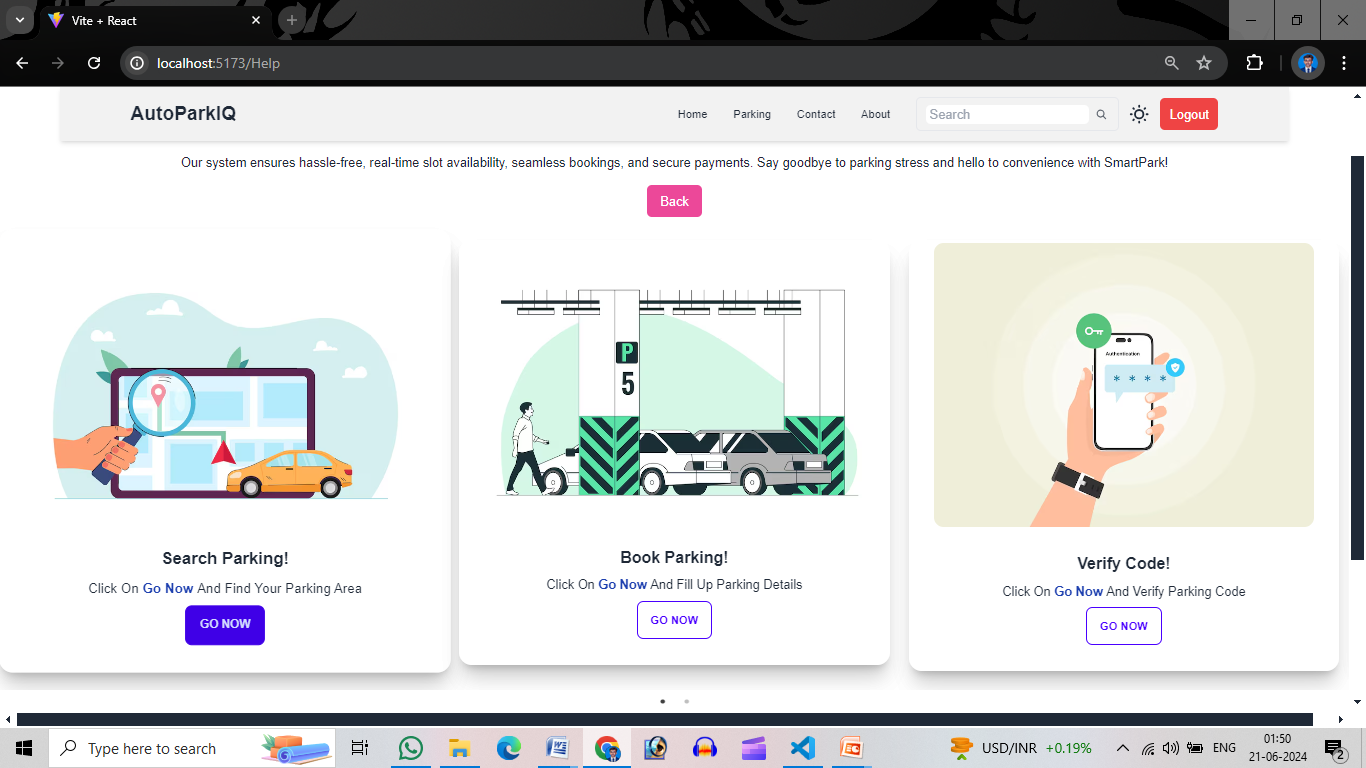 Vite + React
localhost:5173/Help
AutoParkIQ
Home Parking Contact About Search Logout
Our system ensures hassle-free, real-time slot availability, seamless bookings, and secure payments. Say goodbye to parking stress and hello to convenience with SmartPark!
Back
P
5
Authentication
* * * *
Search Parking!
Click On Go Now And Find Your Parking Area
GO NOW
Book Parking!
Click On Go Now And Fill Up Parking Details
GO NOW
Verify Code!
Click On Go Now And Verify Parking Code
GO NOW
Type here to search
USD/INR +0.19%
ENG
01:50
21-06-2024
2